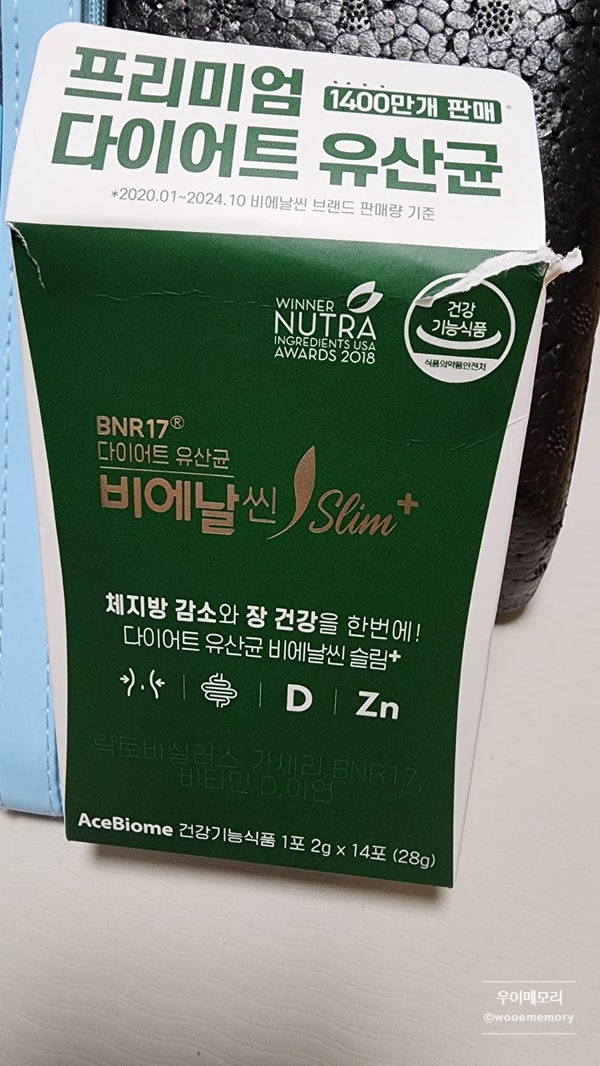 프리미엄 1400만개 판매*
다이어트 유산균
*2020.01~2024.10 비에날씬 브랜드 판매량 기준
WINNER
NUTRA
INGREDIENTS USA
AWARDS 2018
건강
기능식품
식품의약품안전처
BNR17®
다이어트 유산균
비에날씬 Slim+
체지방 감소와 장 건강을 한번에!
다이어트 유산균 비에날씬 슬림+
D Zn
락토바실러스 가세리 BNR17,
비타민 D, 아연
AceBiome 건강기능식품 1포 2g x 14포 (28g)
우이메모리
©wooememory